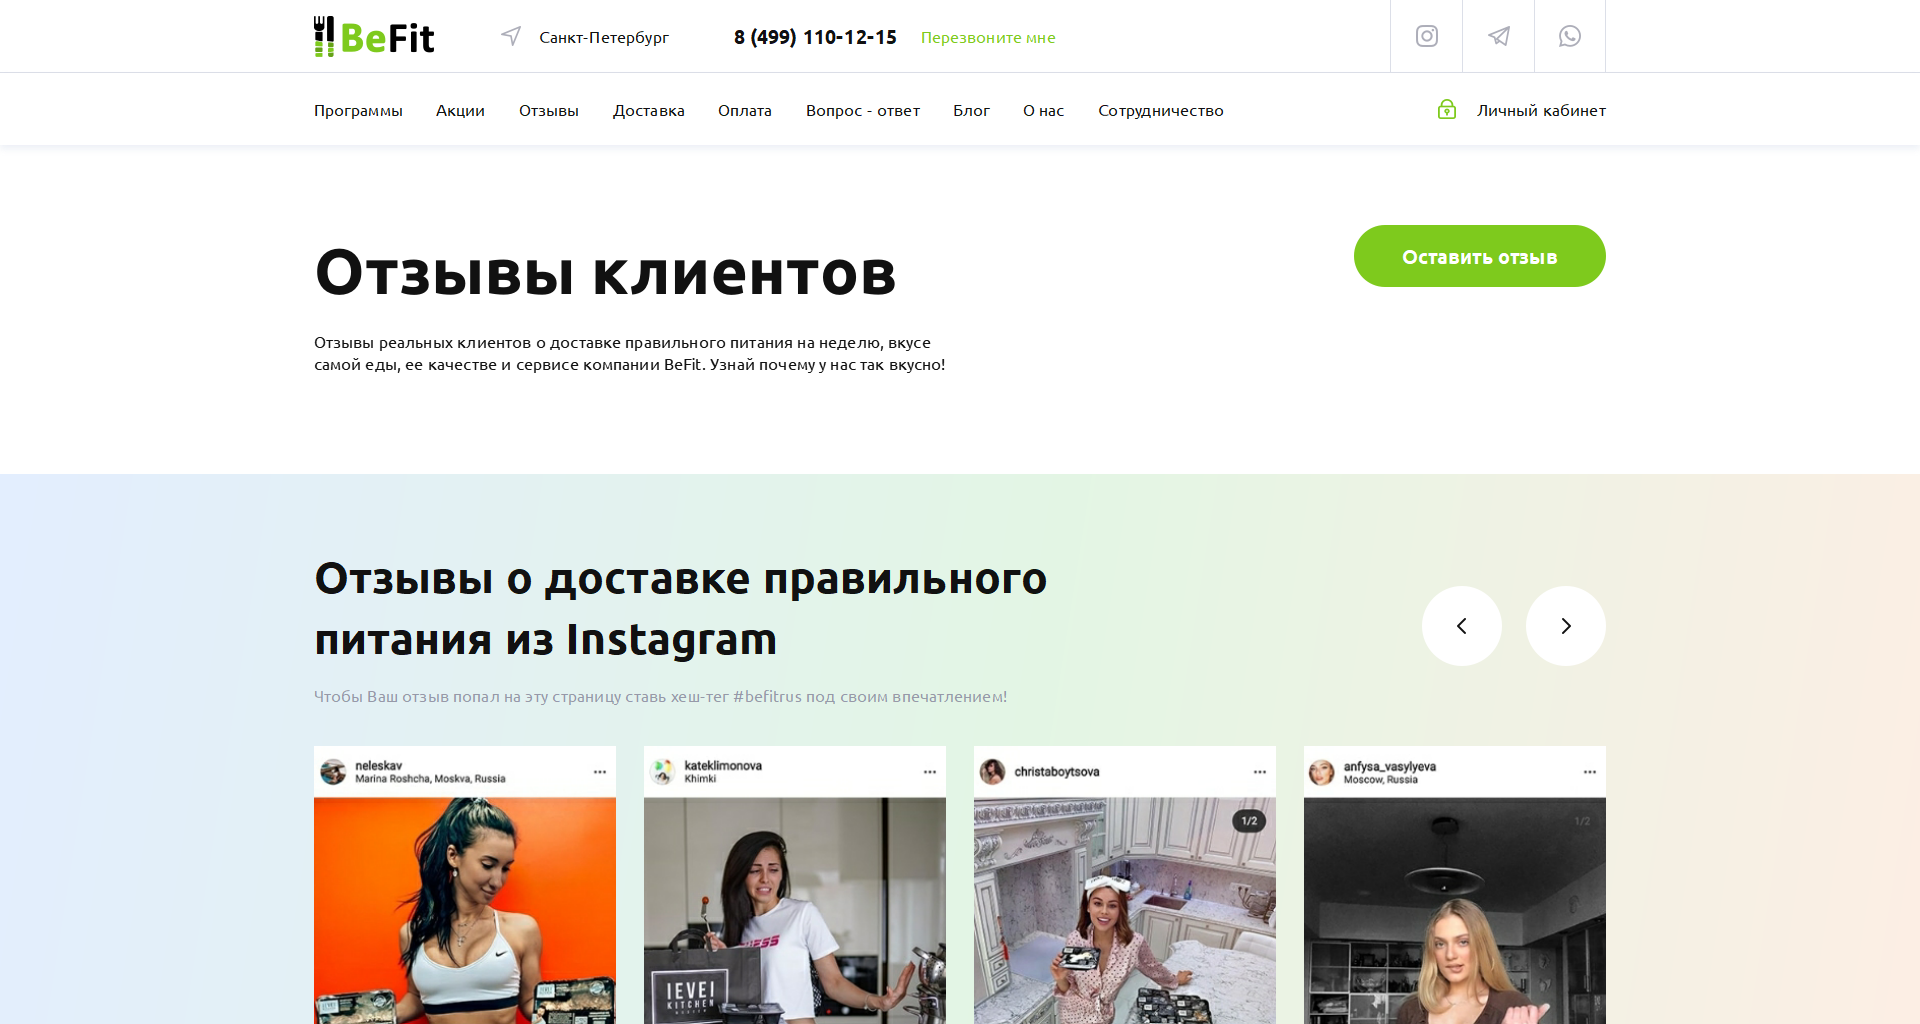 BeFit
Санкт-Петербург
8 (499) 110-12-15
Перезвоните мне
Программы
Акции
Отзывы
Доставка
Оплата
Вопрос - ответ
Блог
О нас
Сотрудничество
Личный кабинет
Отзывы клиентов
Оставить отзыв
Отзывы реальных клиентов о доставке правильного питания на неделю, вкусе
самой еды, ее качестве и сервисе компании BeFit. Узнай почему у нас так вкусно!
Отзывы о доставке правильного
питания из Instagram
Чтобы Ваш отзыв попал на эту страницу ставь хеш-тег #befitrus под своим впечатлением!
neleskav
Marina Roshcha, Moskva, Russia
kateklimonova
Khimki
christaboytsova
anfysa_vasylyeva
Moscow, Russia
1/2
1/2
KITCHEN